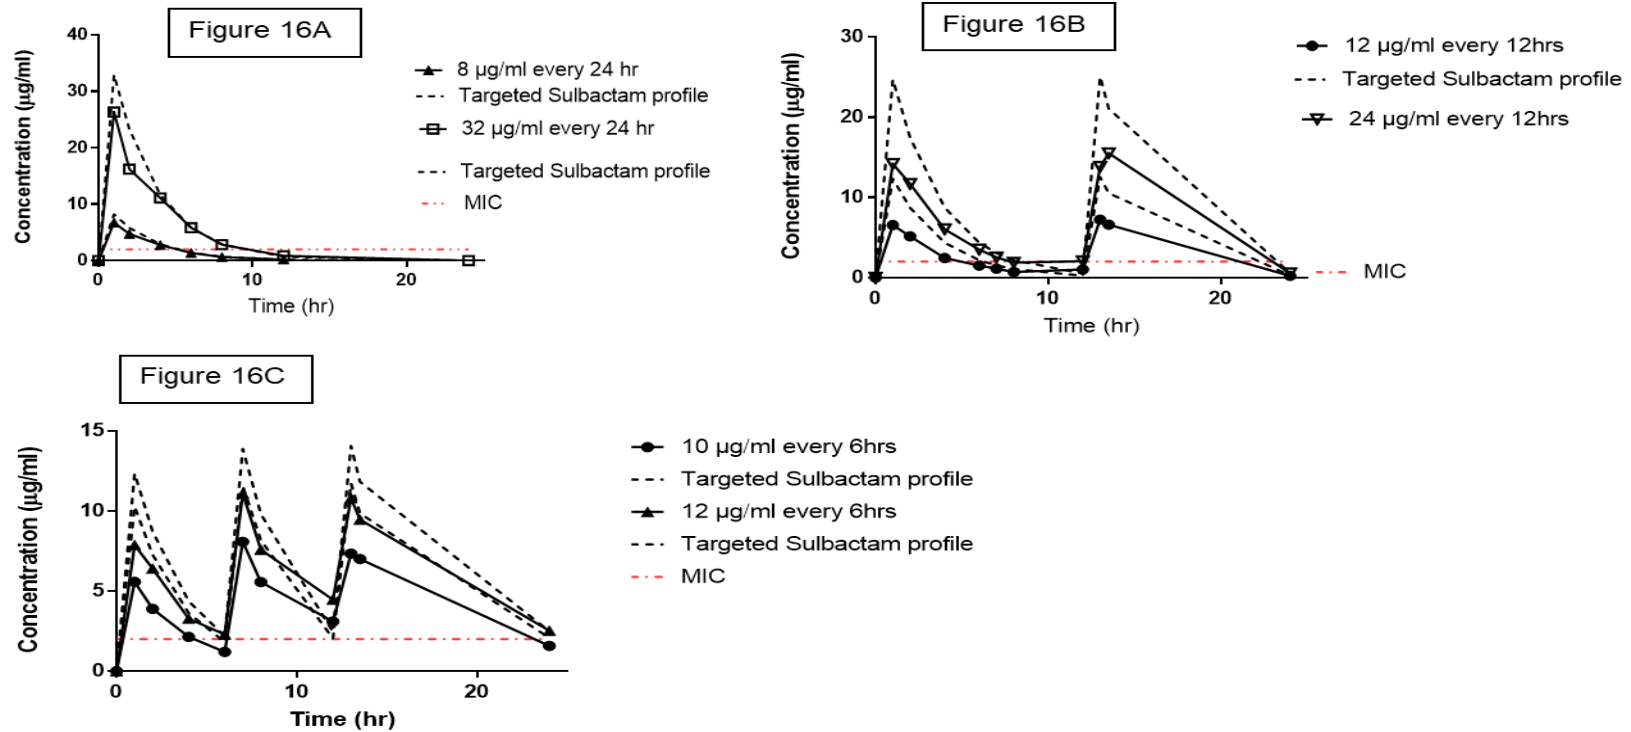 Figure 16A
40
30
20
10
0
Concentration (µg/ml)
0
10
20
Time (hr)
8 µg/ml every 24 hr
Targeted Sulbactam profile
32 µg/ml every 24 hr
Targeted Sulbactam profile
MIC
Figure 16B
30
20
10
0
Concentration (µg/ml)
0
10
20
Time (hr)
12 µg/ml every 12hrs
Targeted Sulbactam profile
24 µg/ml every 12hrs
MIC
Figure 16C
15
10
5
0
Concentration (µg/ml)
0
10
20
Time (hr)
10 µg/ml every 6hrs
Targeted Sulbactam profile
12 µg/ml every 6hrs
Targeted Sulbactam profile
MIC